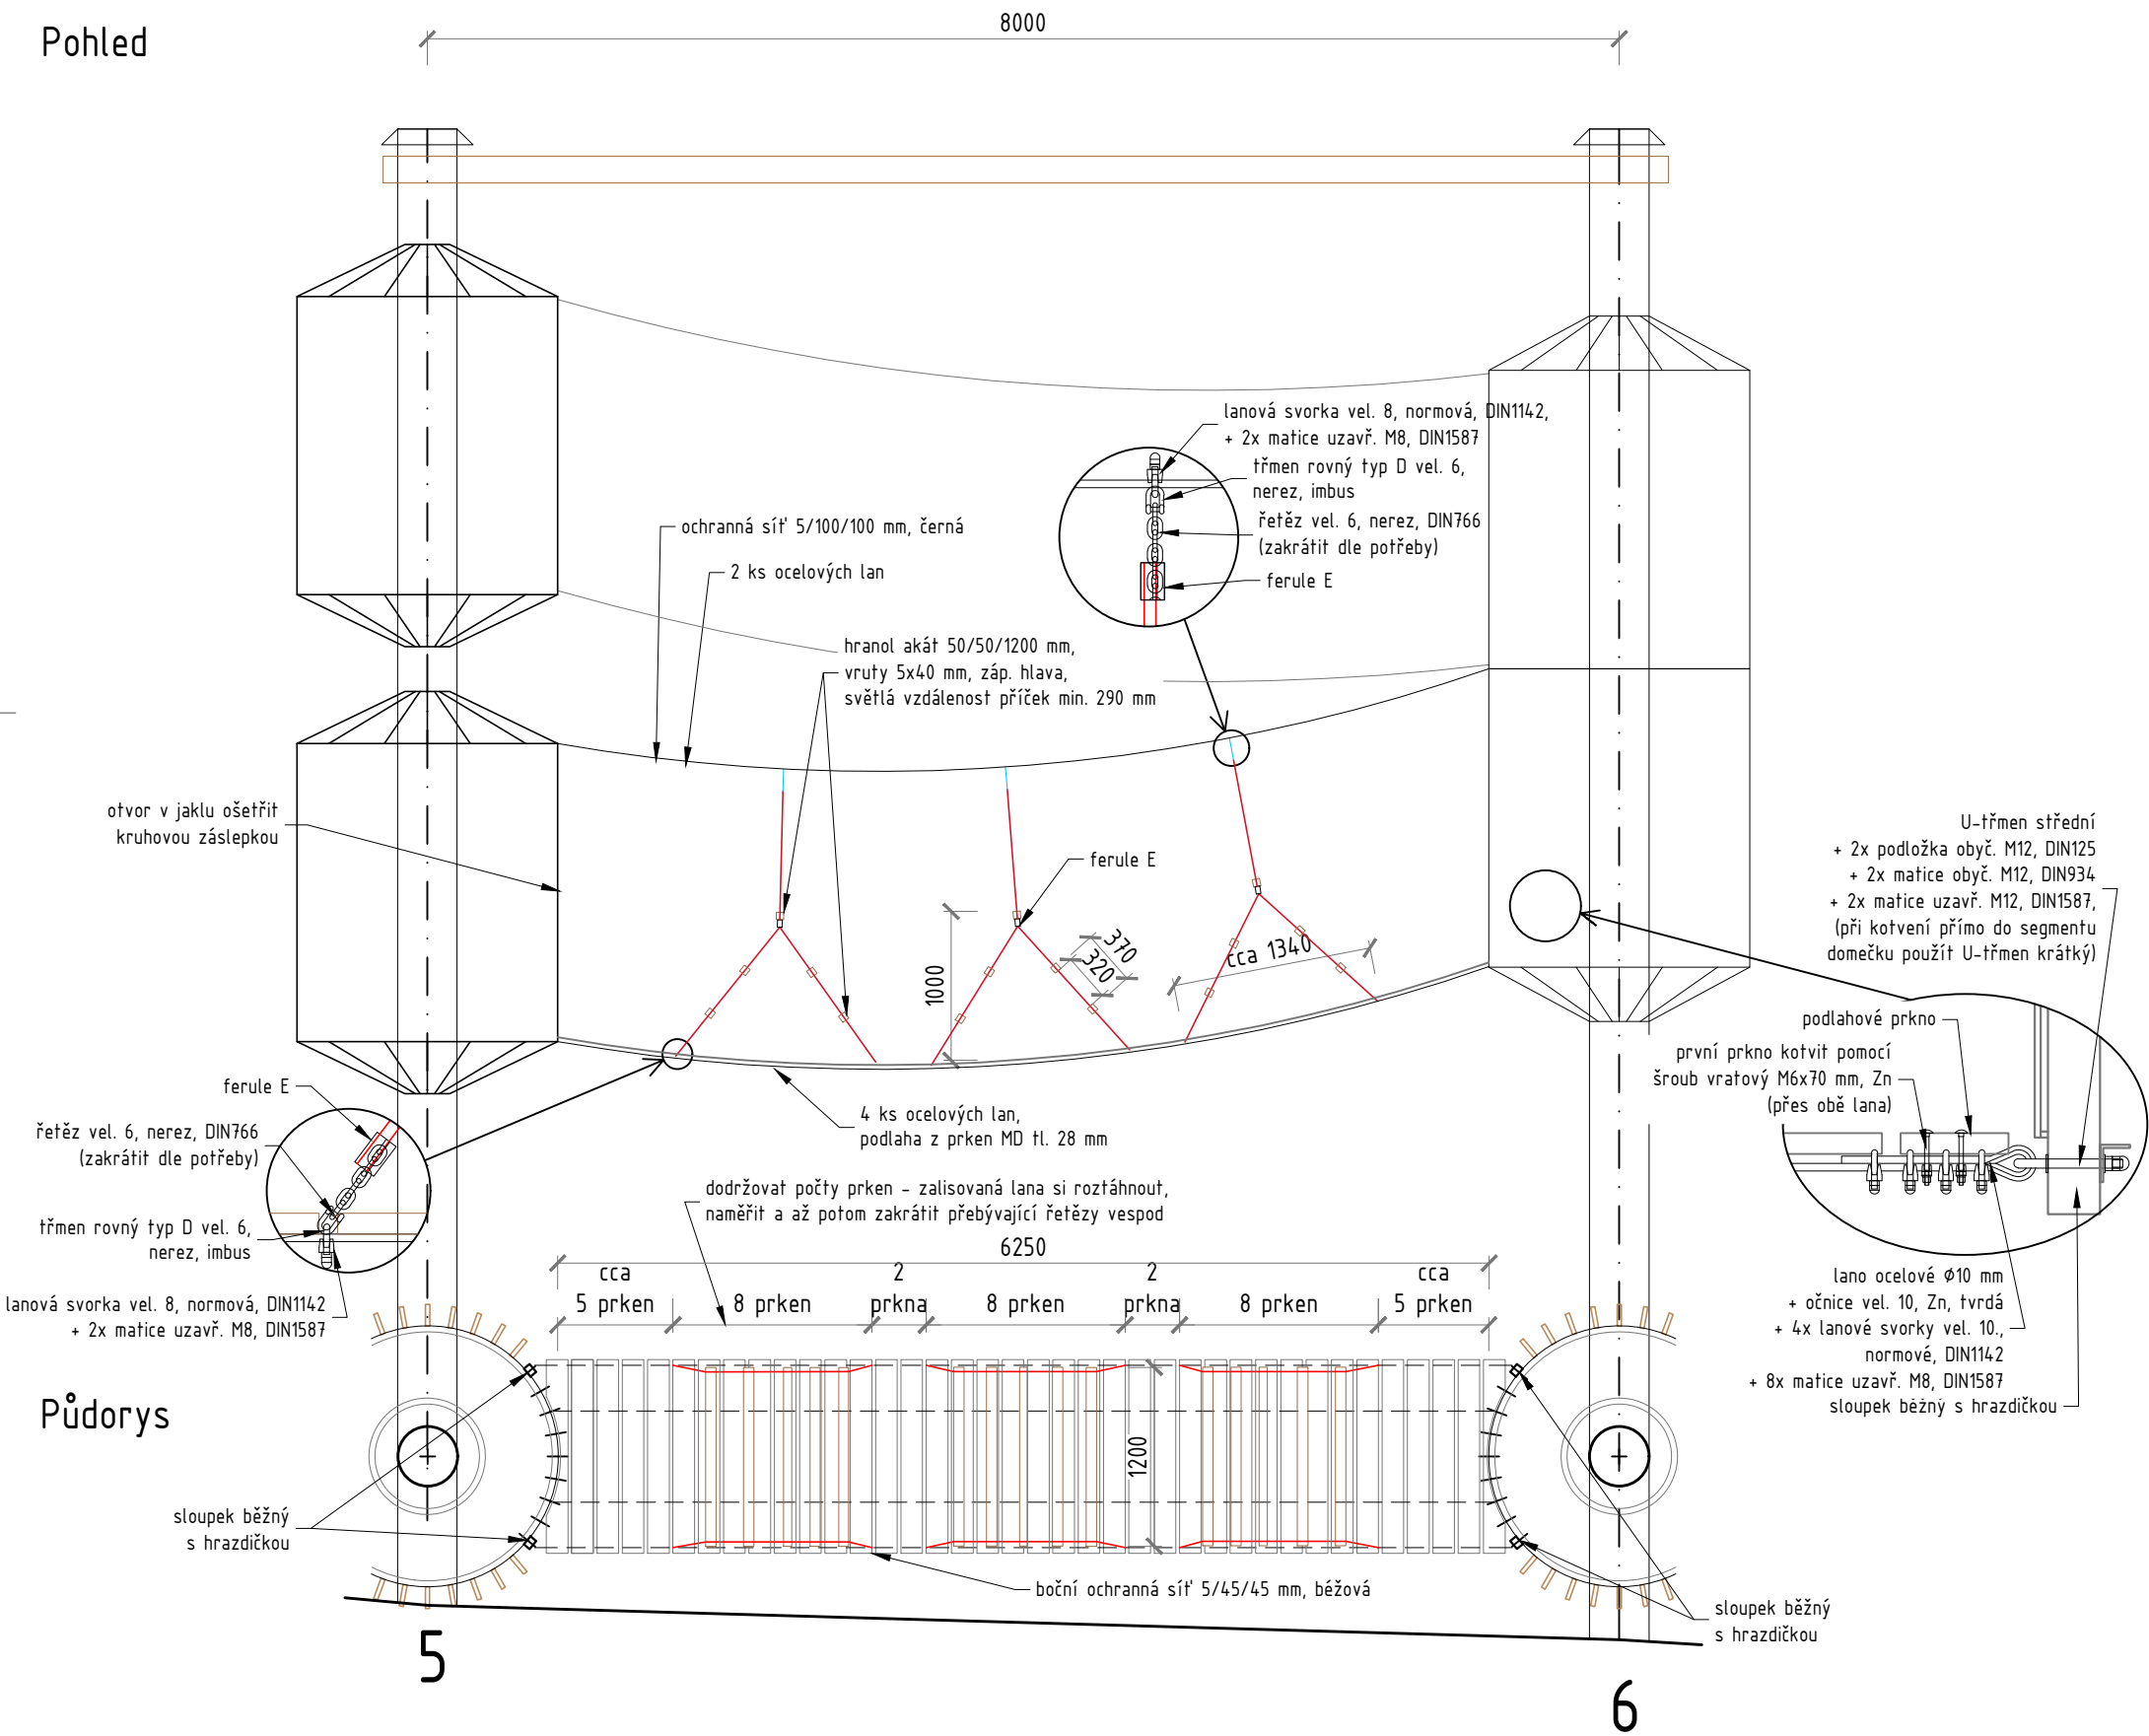 Pohled
8000
lanová svorka vel. 8, normová, DIN1142,
+ 2x matice uzavř. M8, DIN1587
třmen rovný typ D vel. 6,
nerez, imbus
řetěz vel. 6, nerez, DIN766
(zakrátit dle potřeby)
ferule E
ochranná síť 5/100/100 mm, černá
2 ks ocelových lan
hranol akát 50/50/1200 mm,
vruty 5x40 mm, záp. hlava,
světlá vzdálenost příček min. 290 mm
otvor v jaklu ošetřit
kruhovou záslepkou
ferule E
1000
370
320
cca 1340
U-třmen střední
+ 2x podložka obyč. M12, DIN125
+ 2x matice obyč. M12, DIN934
+ 2x matice uzavř. M12, DIN1587,
(při kotvení přímo do segmentu
domečku použít U-třmen krátký)
podlahové prkno
první prkno kotvit pomocí
šroub vratový M6x70 mm, Zn
(přes obě lana)
ferule E
řetěz vel. 6, nerez, DIN766
(zakrátit dle potřeby)
třmen rovný typ D vel. 6,
nerez, imbus
lanová svorka vel. 8, normová, DIN1142
+ 2x matice uzavř. M8, DIN1587
4 ks ocelových lan,
podlaha z prken MD tl. 28 mm
dodržovat počty prken - zalisovaná lana si roztáhnout,
naměřit a až potom zakrátit přebývající řetězy vespod
6250
cca
5 prken
8 prken
2
prkna
8 prken
2
prkna
8 prken
cca
5 prken
lano ocelové Ø10 mm
+ očnice vel. 10, Zn, tvrdá
+ 4x lanové svorky vel. 10.,
normové, DIN1142
+ 8x matice uzavř. M8, DIN1587
sloupek běžný s hrazdičkou
Půdorys
1200
sloupek běžný
s hrazdičkou
boční ochranná síť 5/45/45 mm, béžová
sloupek běžný
s hrazdičkou
5
6